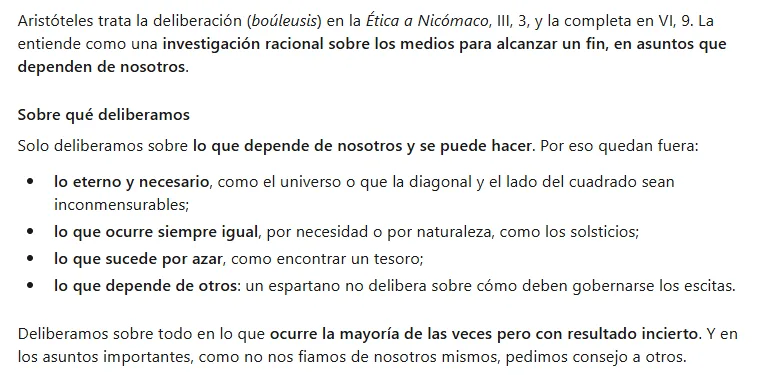 Aristóteles trata la deliberación (boúleusis) en la Ética a Nicómaco, III, 3, y la completa en VI, 9. La
entiende como una investigación racional sobre los medios para alcanzar un fin, en asuntos que
dependen de nosotros.
Sobre qué deliberamos
Solo deliberamos sobre lo que depende de nosotros y se puede hacer. Por eso quedan fuera:
• lo eterno y necesario, como el universo o que la diagonal y el lado del cuadrado sean
inconmensurables;
• lo que ocurre siempre igual, por necesidad o por naturaleza, como los solsticios;
• lo que sucede por azar, como encontrar un tesoro;
• lo que depende de otros: un espartano no delibera sobre cómo deben gobernarse los escitas.
Deliberamos sobre todo en lo que ocurre la mayoría de las veces pero con resultado incierto. Y en
los asuntos importantes, como no nos fiamos de nosotros mismos, pedimos consejo a otros.